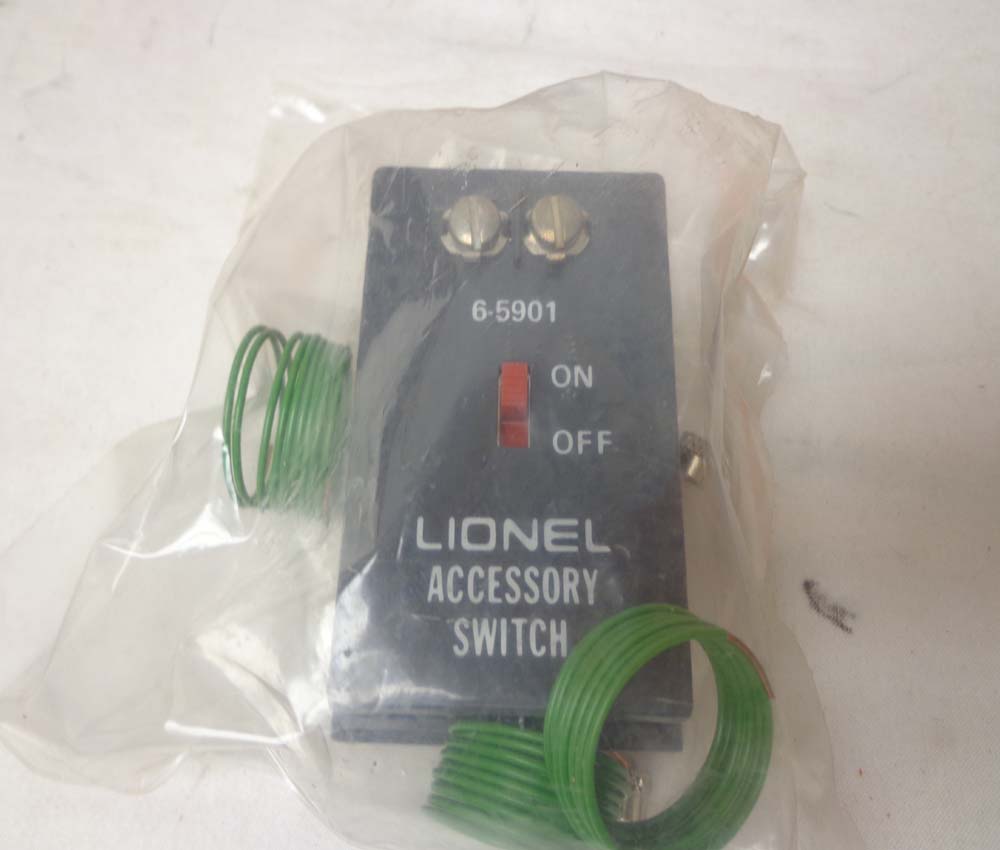 6-5901
ON
OFF
LIONEL
ACCESSORY
SWITCH